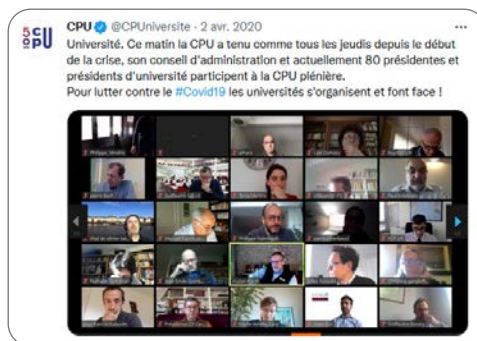 CPU @CPUniversite · 2 avr. 2020
Université. Ce matin la CPU a tenu comme tous les jeudis depuis le début
de la crise, son conseil d'administration et actuellement 80 présidentes et
présidents d'université participent à la CPU plénière.
Pour lutter contre le #Covid19 les universités s'organisent et font face !